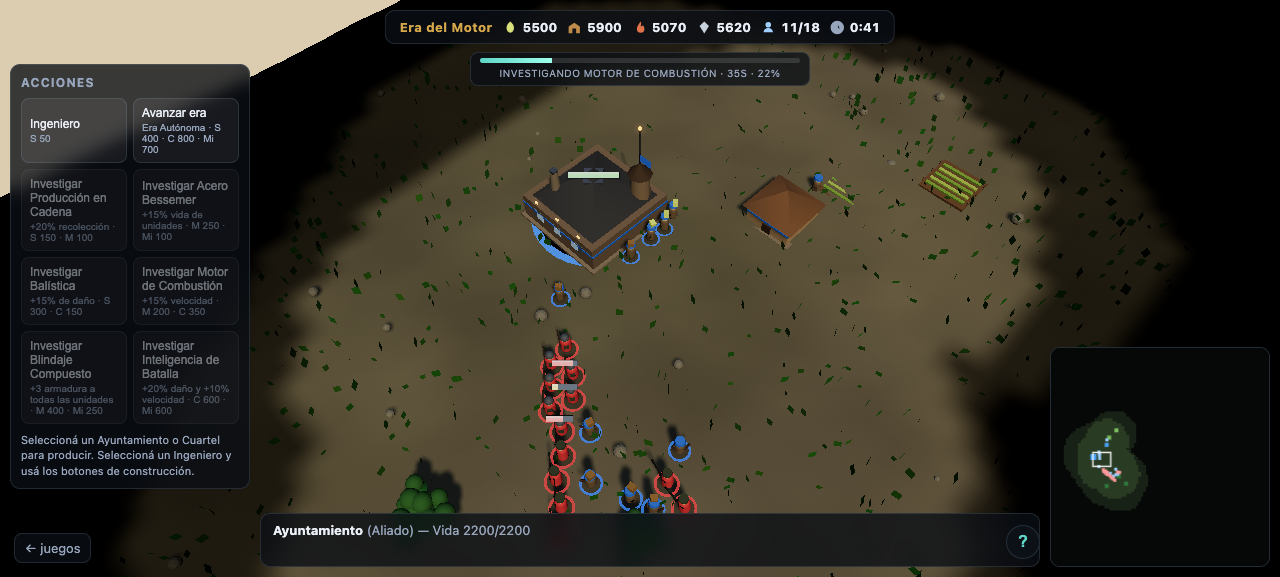 Era del Motor 5500 5900 5070 5620 11/18 0:41
INVESTIGANDO MOTOR DE COMBUSTIÓN · 35S · 22%
ACCIONES
Ingeniero
S 50
Avanzar era
Era Autónoma · S
400 · C 800 · Mi
700
Investigar
Producción en
Cadena
+20% recolección ·
S 150 · M 100
Investigar Acero
Bessemer
+15% vida de
unidades · M 250 ·
Mi 100
Investigar
Balística
+15% de daño · S
300 · C 150
Investigar Motor
de Combustión
+15% velocidad ·
M 200 · C 350
Investigar
Blindaje
Compuesto
+3 armadura a
todas las unidades
· M 400 · Mi 250
Investigar
Inteligencia de
Batalla
+20% daño y +10%
velocidad · C 600 ·
Mi 600
Seleccioná un Ayuntamiento o Cuartel
para producir. Seleccioná un Ingeniero y
usá los botones de construcción.
Ayuntamiento (Aliado) — Vida 2200/2200
?
← juegos